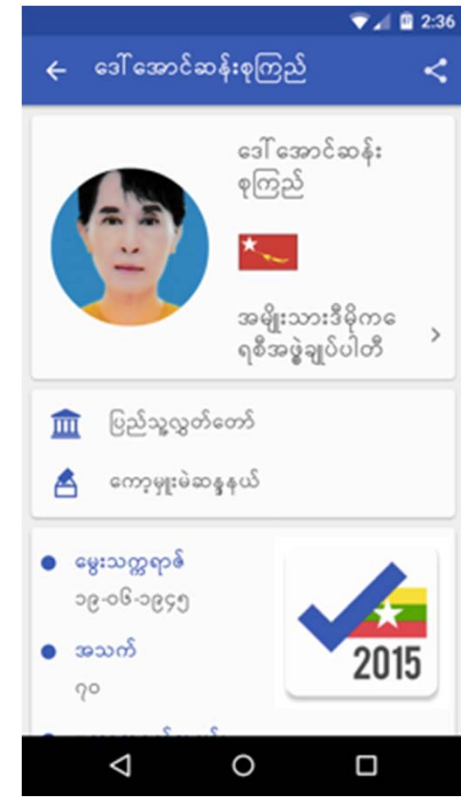 2:36
ဒေါ်အောင်ဆန်းစုကြည်
ဒေါ်အောင်ဆန်း
စုကြည်
အမျိုးသားဒီမိုကရေ
ရစီအဖွဲ့ချုပ်ပါတီ
ပြည်သူ့လွှတ်တော်
ကော့မှူးမဲဆန္ဒနယ်
မွေးသက္ကရာဇ်
၁၉-၀၆-၁၉၄၅
အသက်
၇၀
2015